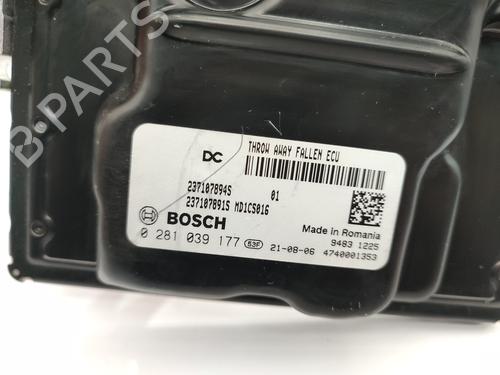 DC THROW AWAY FALLEN ECU
237107894S 01
237107891S MD1CS016
BOSCH Made in Romania
9483 1225
0 281 039 177 53F 21-08-06 4740001353
B-PARTS